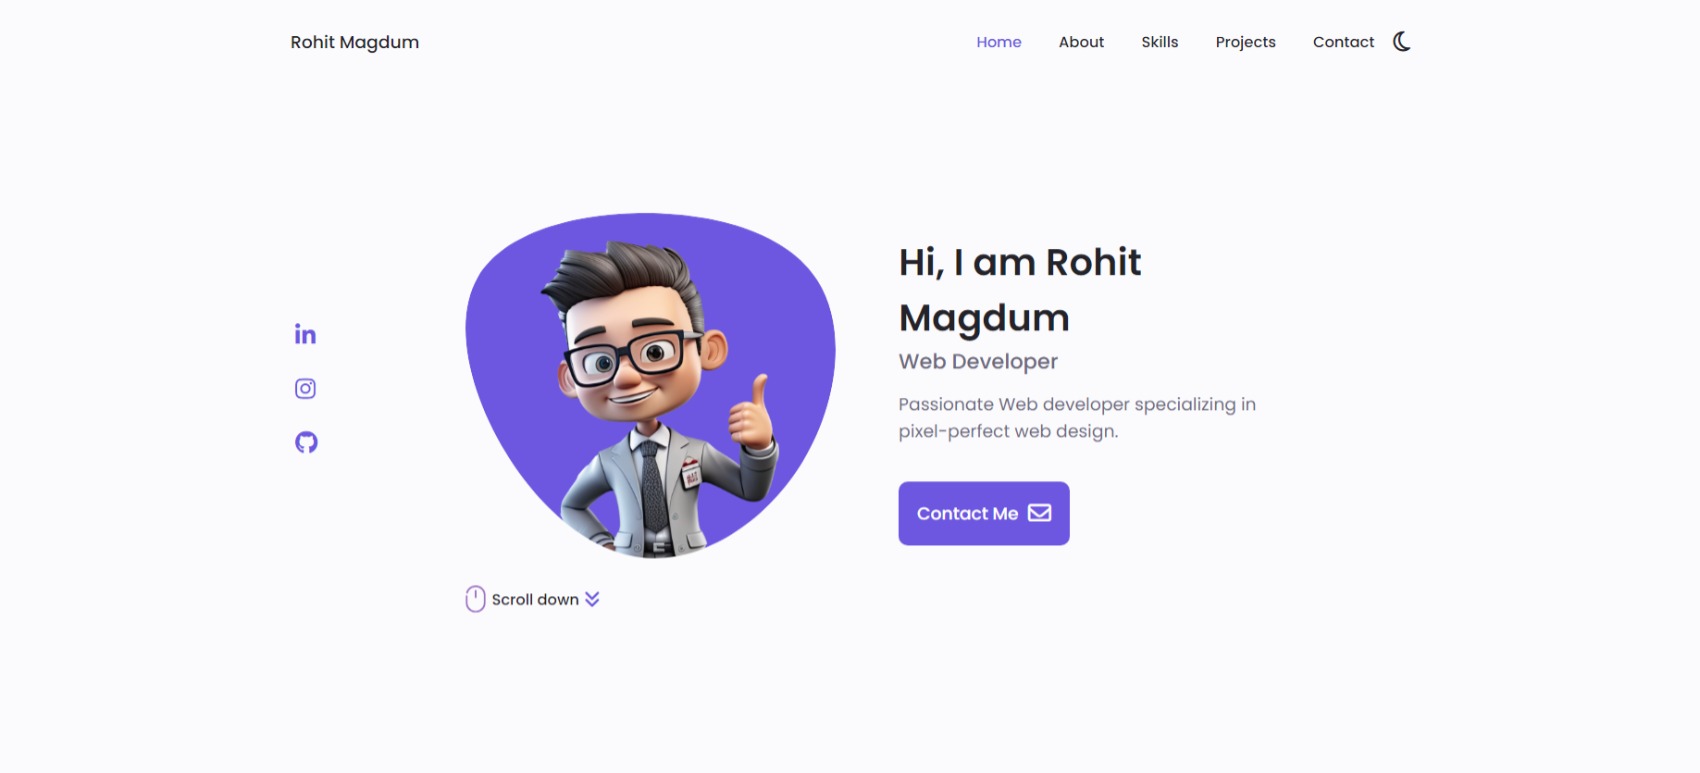 Rohit Magdum
Home About Skills Projects Contact
Hi, I am Rohit
Magdum
Web Developer
Passionate Web developer specializing in
pixel-perfect web design.
Contact Me
Scroll down